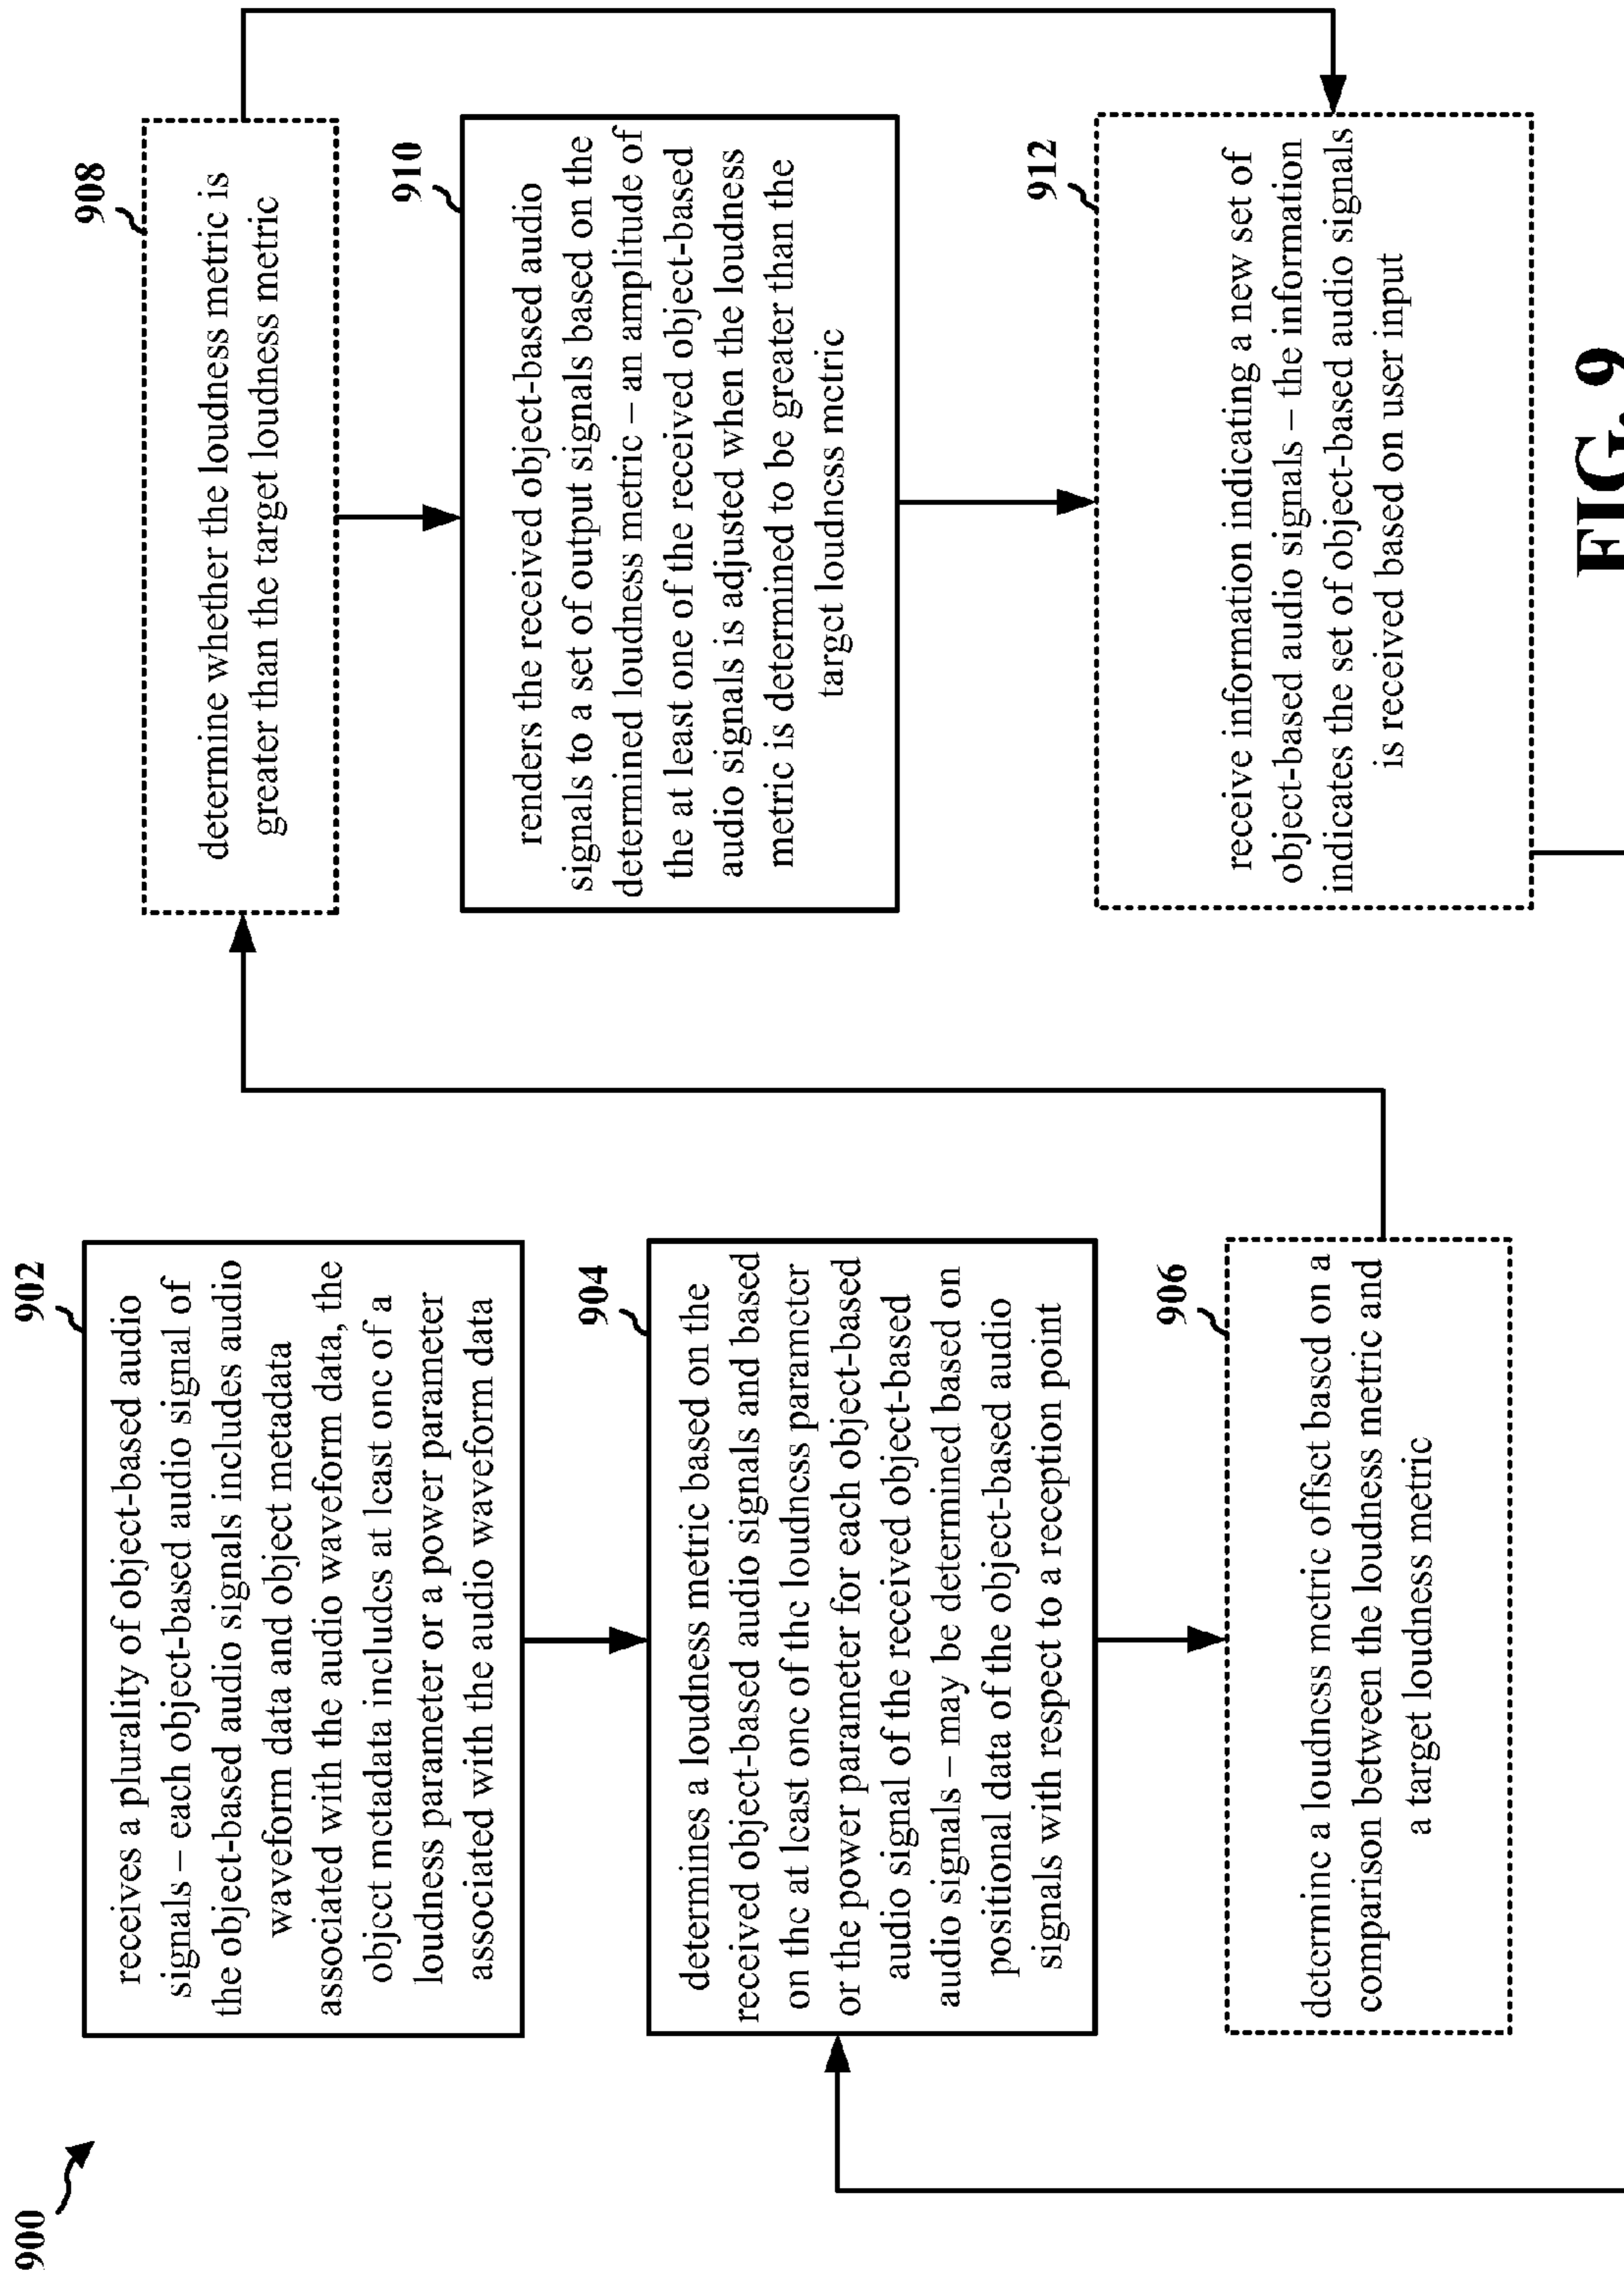 900
902
receives a plurality of object-based audio
signals – each object-based audio signal of
the object-based audio signals includes audio
waveform data and object metadata
associated with the audio waveform data, the
object metadata includes at least one of a
loudness parameter or a power parameter
associated with the audio waveform data
904
determines a loudness metric based on the
received object-based audio signals and based
on the at least one of the loudness parameter
or the power parameter for each object-based
audio signal of the received object-based
audio signals – may be determined based on
positional data of the object-based audio
signals with respect to a reception point
906
determine a loudness metric offset based on a
comparison between the loudness metric and
a target loudness metric
908
determine whether the loudness metric is
greater than the target loudness metric
910
renders the received object-based audio
signals to a set of output signals based on the
determined loudness metric – an amplitude of
the at least one of the received object-based
audio signals is adjusted when the loudness
metric is determined to be greater than the
target loudness metric
912
receive information indicating a new set of
object-based audio signals – the information
indicates the set of object-based audio signals
is received based on user input
FIG. 9